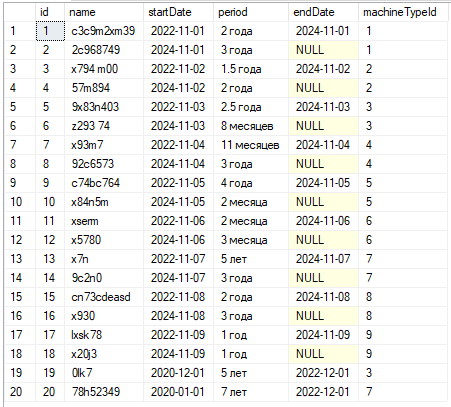 id name startDate period endDate machineTypeId
1 1 c3c9m2xm39 2022-11-01 2 года 2024-11-01 1
2 2 2c968749 2024-11-01 3 года NULL 1
3 3 x794 m00 2022-11-02 1.5 года 2024-11-02 2
4 4 57m894 2024-11-02 2 года NULL 2
5 5 9x83n403 2022-11-03 2.5 года 2024-11-03 3
6 6 z293 74 2024-11-03 8 месяцев NULL 3
7 7 x93m7 2022-11-04 11 месяцев 2024-11-04 4
8 8 92c6573 2024-11-04 3 года NULL 4
9 9 c74bc764 2022-11-05 4 года 2024-11-05 5
10 10 x84n5m 2024-11-05 2 месяца NULL 5
11 11 xserm 2022-11-06 2 месяца 2024-11-06 6
12 12 x5780 2024-11-06 3 месяца NULL 6
13 13 x7n 2022-11-07 5 лет 2024-11-07 7
14 14 9c2n0 2024-11-07 3 года NULL 7
15 15 cn73cdeasd 2022-11-08 2 года 2024-11-08 8
16 16 x930 2024-11-08 3 года NULL 8
17 17 lxsk78 2022-11-09 1 год 2024-11-09 9
18 18 x20j3 2024-11-09 1 год NULL 9
19 19 0lk7 2020-12-01 5 лет 2022-12-01 3
20 20 78h52349 2020-01-01 7 лет 2022-12-01 7